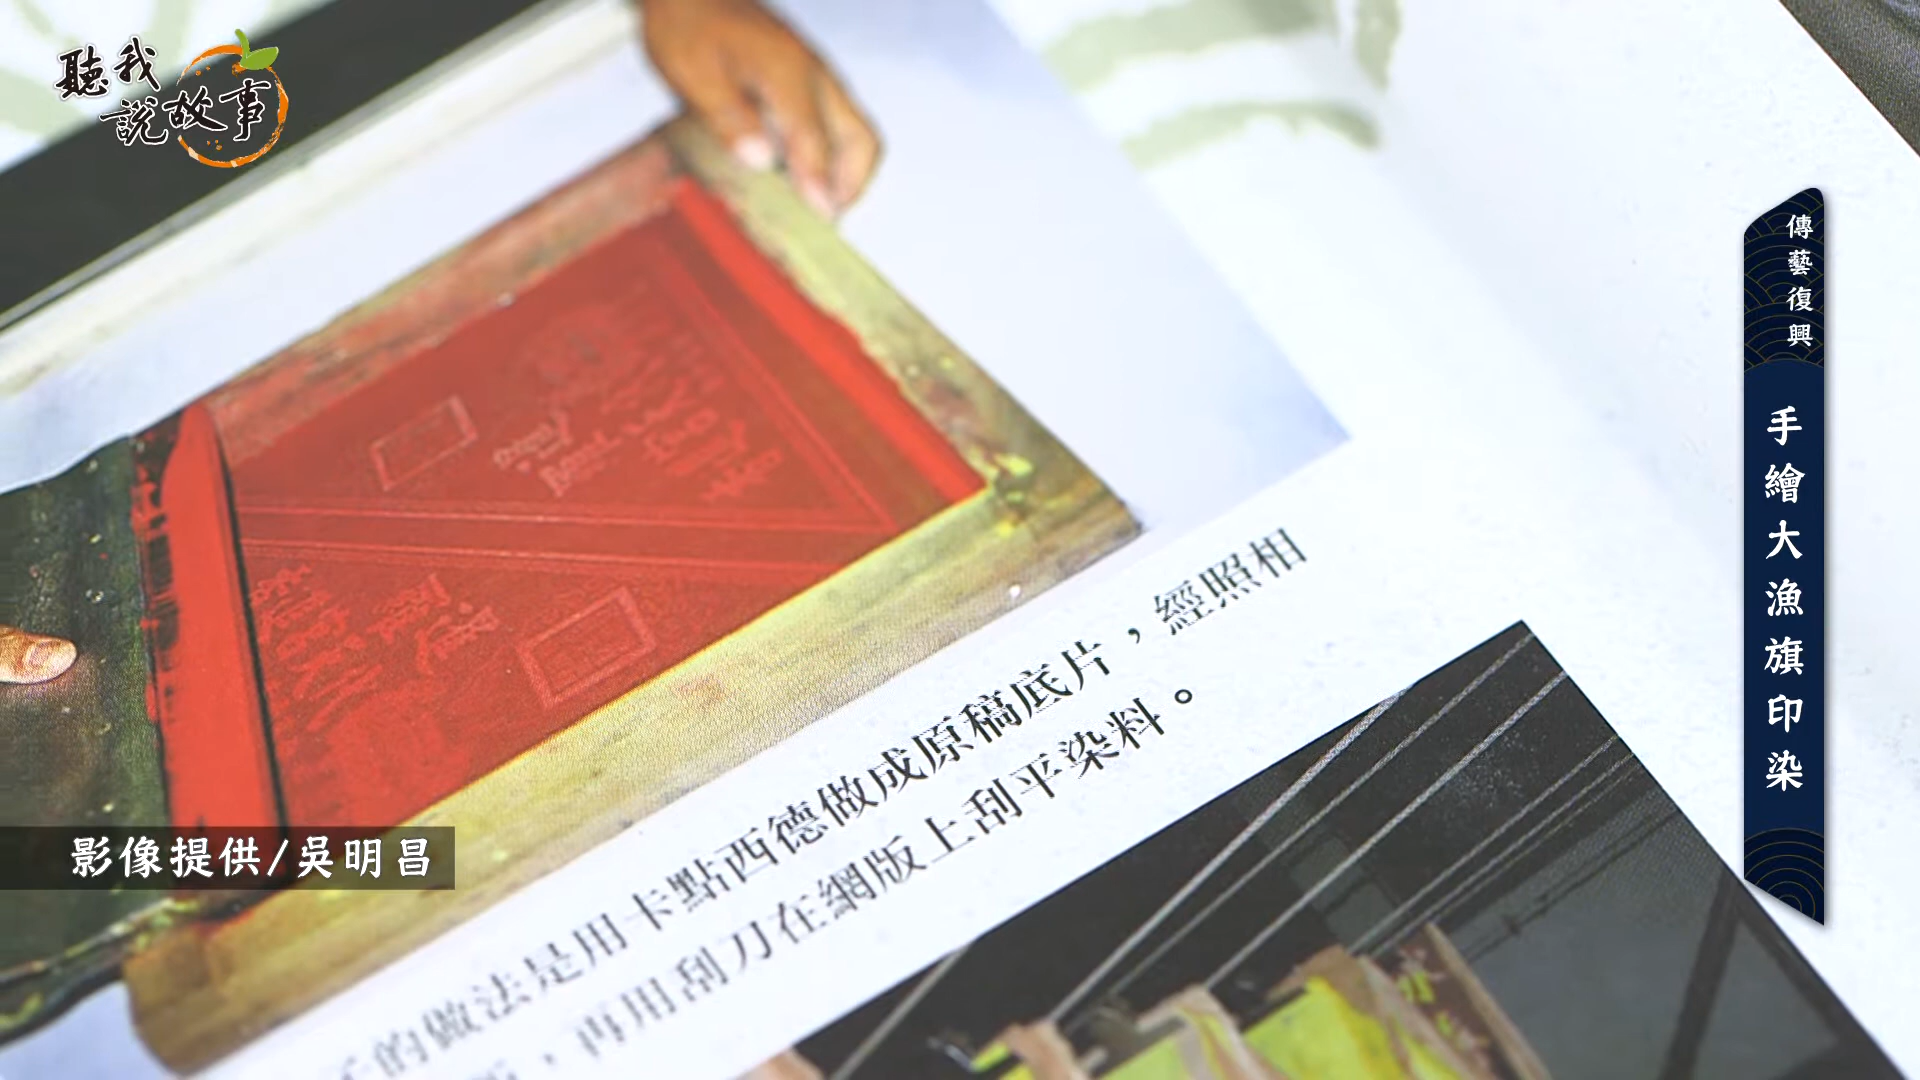 聽我
說故事
傳藝復興
手繪大漁旗印染
的做法是用卡點西德做成原稿底片，經照相
，再用刮刀在網版上刮平染料。
影像提供/吳明昌